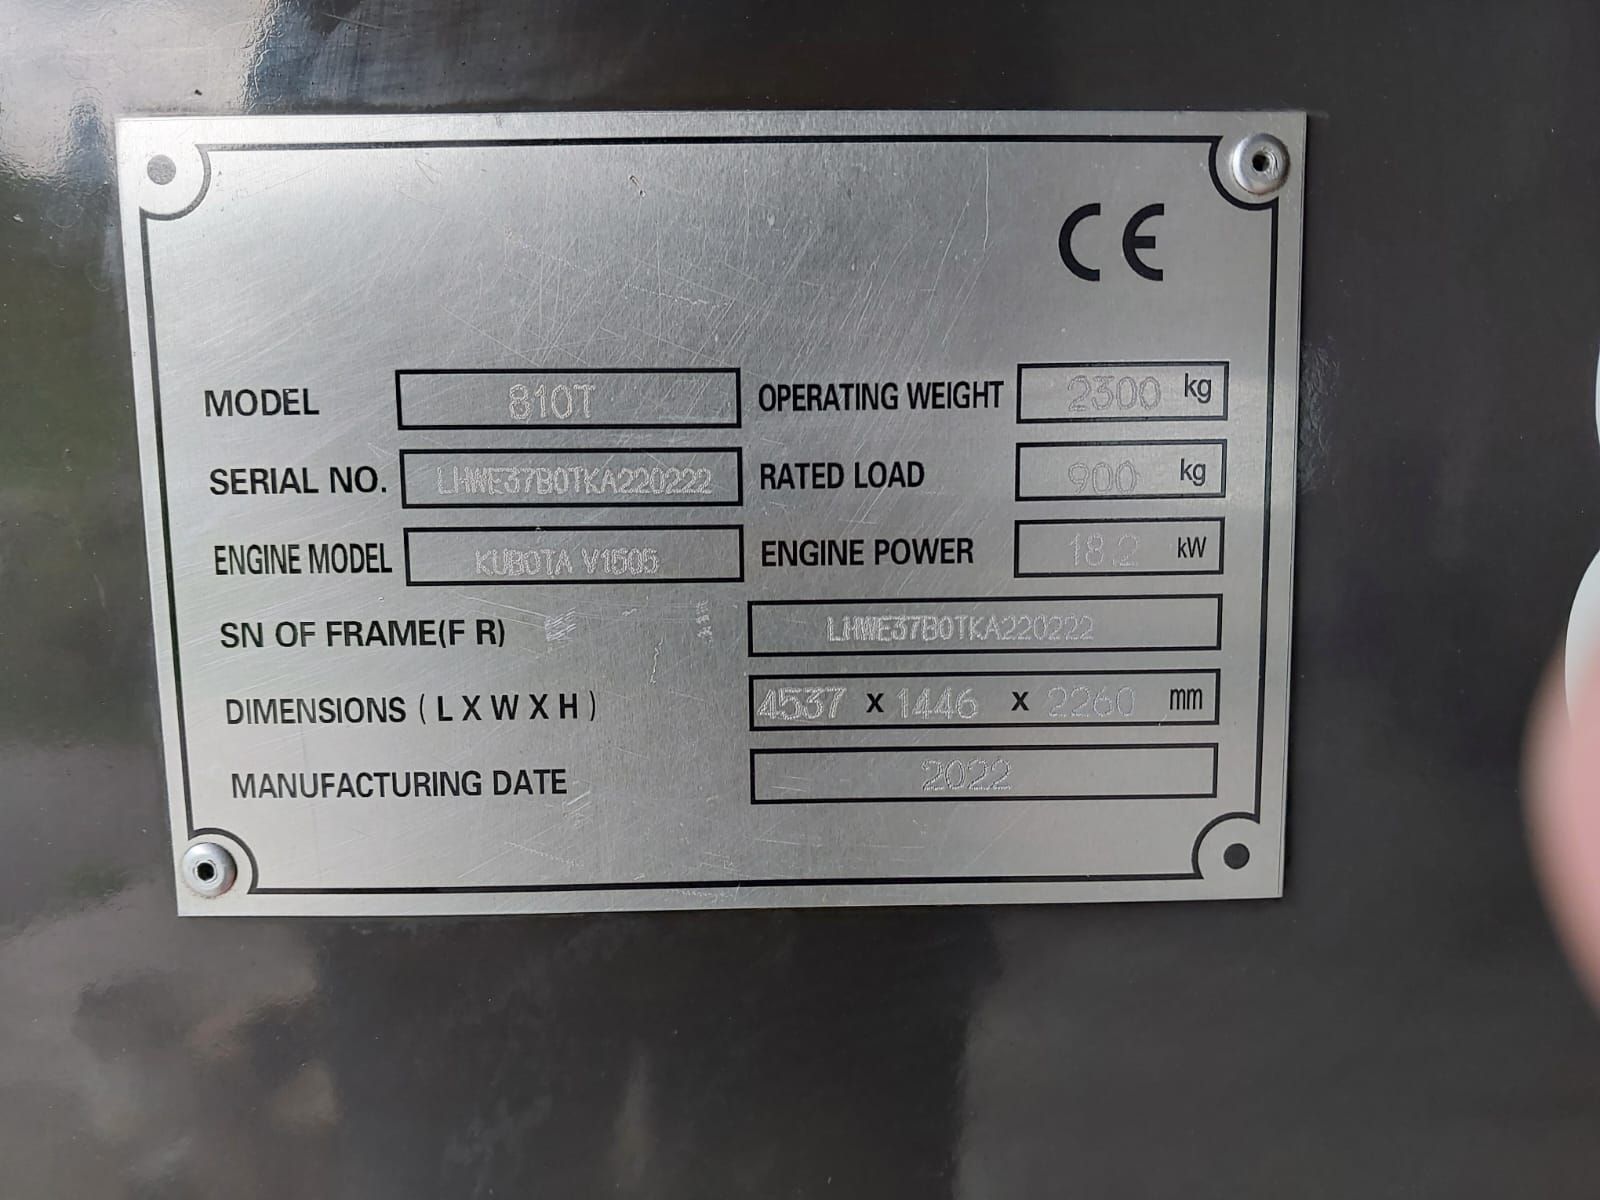 CE
MODEL 810T OPERATING WEIGHT 2300 kg
SERIAL NO. LHWE37B0TKA220222 RATED LOAD 900 kg
ENGINE MODEL KUBOTA V1505 ENGINE POWER 18.2 kW
SN OF FRAME(F R) LHWE37B0TKA220222
DIMENSIONS ( L X W X H ) 4537 x 1446 x 2260 mm
MANUFACTURING DATE 2022